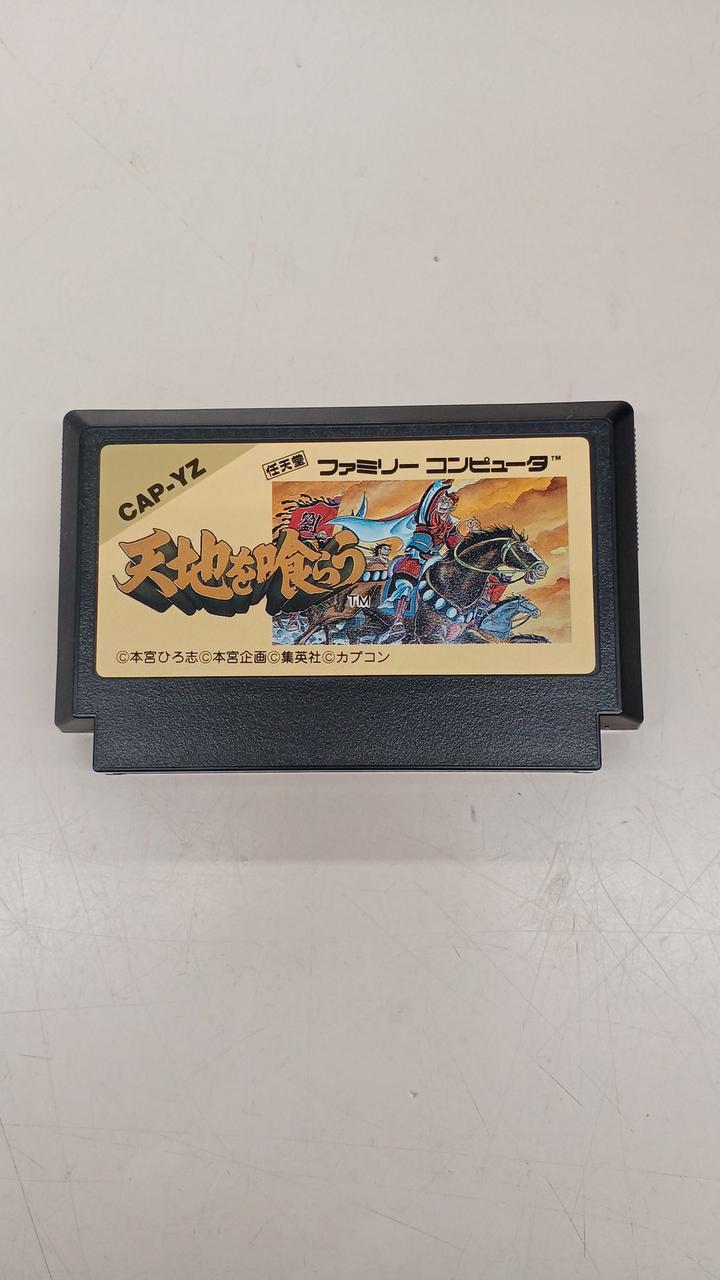 CAP-YZ
任天堂 ファミリー コンピュータ™
劉
天地を喰らう
TM
©本宮ひろ志©本宮企画©集英社©カプコン